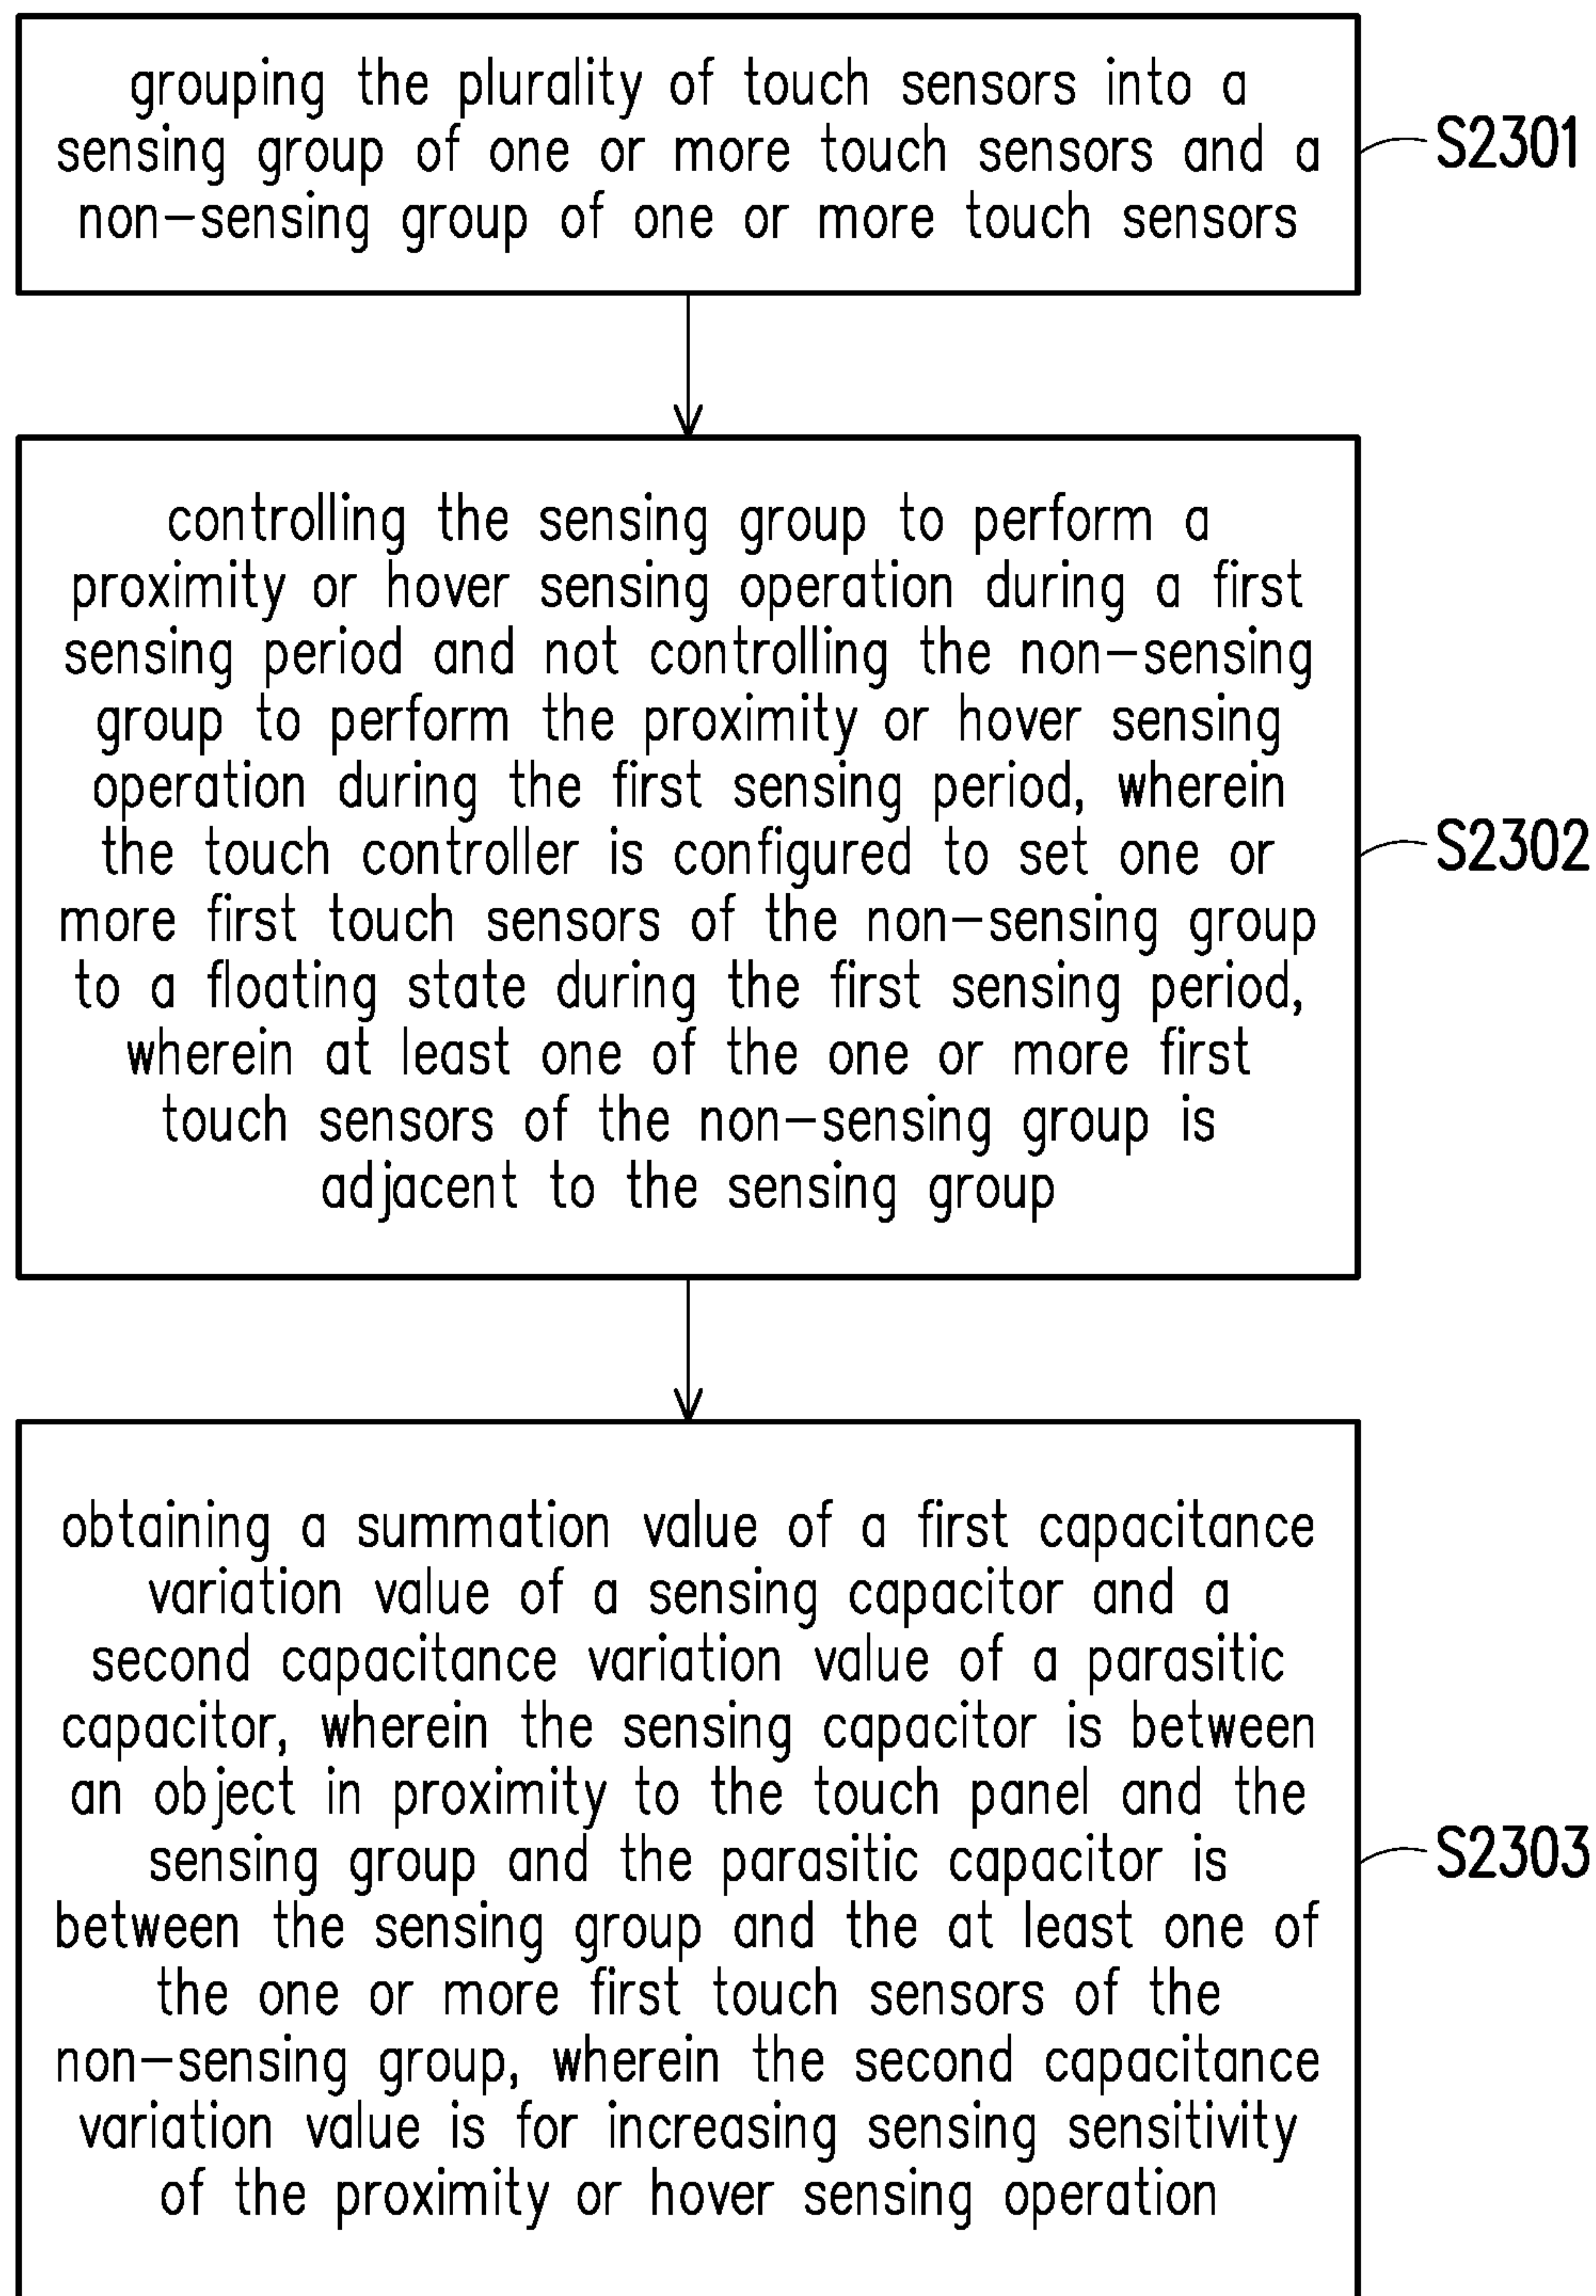 grouping the plurality of touch sensors into a
sensing group of one or more touch sensors and a
non-sensing group of one or more touch sensors
S2301
controlling the sensing group to perform a
proximity or hover sensing operation during a first
sensing period and not controlling the non-sensing
group to perform the proximity or hover sensing
operation during the first sensing period, wherein
the touch controller is configured to set one or
more first touch sensors of the non-sensing group
to a floating state during the first sensing period,
wherein at least one of the one or more first
touch sensors of the non-sensing group is
adjacent to the sensing group
S2302
obtaining a summation value of a first capacitance
variation value of a sensing capacitor and a
second capacitance variation value of a parasitic
capacitor, wherein the sensing capacitor is between
an object in proximity to the touch panel and the
sensing group and the parasitic capacitor is
between the sensing group and the at least one of
the one or more first touch sensors of the
non-sensing group, wherein the second capacitance
variation value is for increasing sensing sensitivity
of the proximity or hover sensing operation
S2303